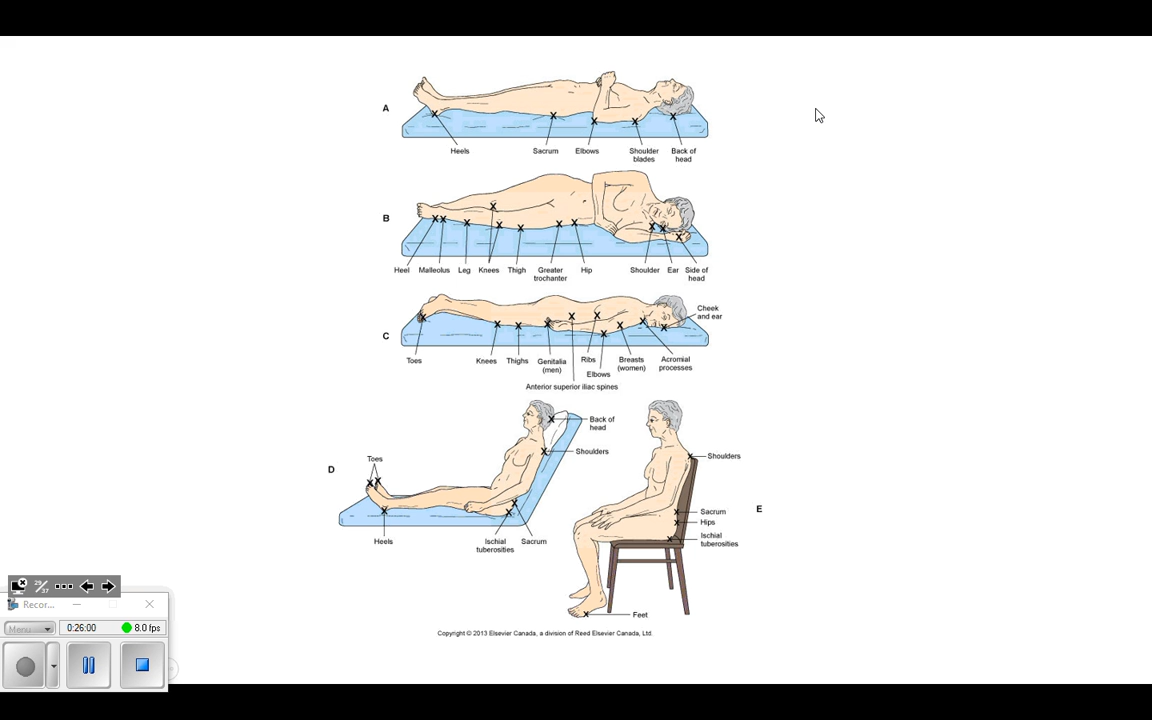 A
Heels Sacrum Elbows Shoulder blades Back of head
B
Heel Malleolus Leg Knees Thigh Greater trochanter Hip Shoulder Ear Side of head
Cheek and ear
C
Toes Knees Thighs Genitalia (men) Ribs Elbows Breasts (women) Acromial processes
Anterior superior iliac spines
Back of head
Shoulders
D
Toes
Heels
Ischial tuberosities
Sacrum
Shoulders
E
Sacrum
Hips
Ischial tuberosities
Feet
Copyright © 2013 Elsevier Canada, a division of Reed Elsevier Canada, Ltd.
29/37
Recor...
Menu
0:26:00
8.0 fps